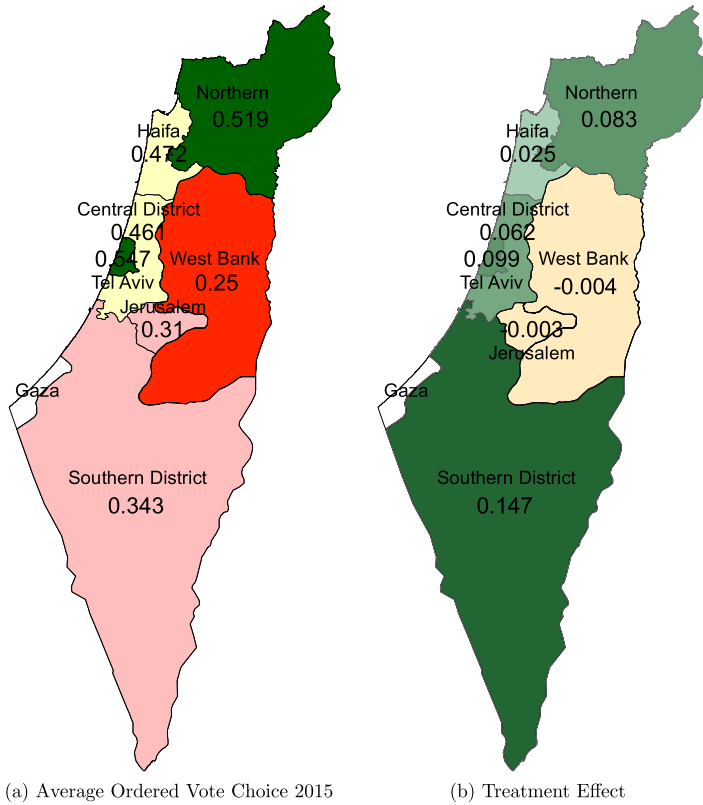 Northern
0.519
Haifa
0.472
Central District
0.461
0.547
Tel Aviv
West Bank
0.25
Jerusalem
0.31
Gaza
Southern District
0.343
(a) Average Ordered Vote Choice 2015
Northern
0.083
Haifa
0.025
Central District
0.062
0.099
Tel Aviv
West Bank
-0.004
-0.003
Jerusalem
Gaza
Southern District
0.147
(b) Treatment Effect